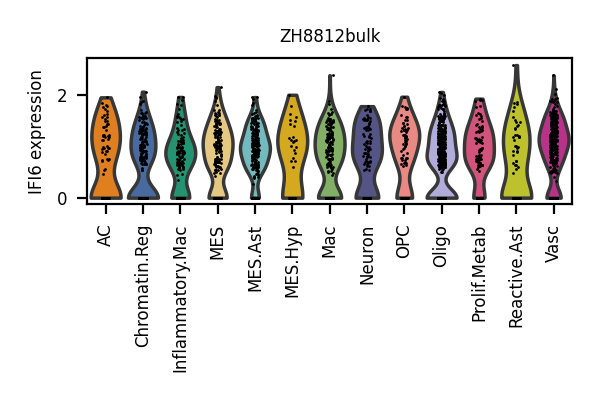 ZH8812bulk
IFI6 expression
2
0
AC
Chromatin.Reg
Inflammatory.Mac
MES
MES.Ast
MES.Hyp
Mac
Neuron
OPC
Oligo
Prolif.Metab
Reactive.Ast
Vasc